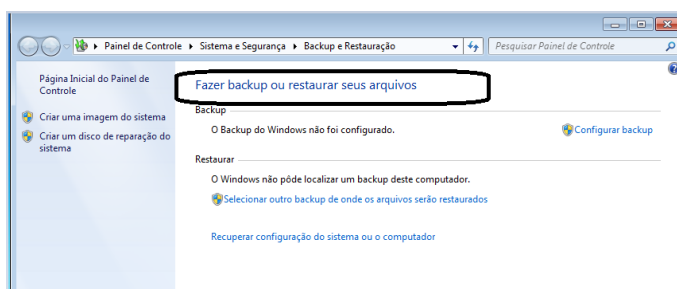 Painel de Controle ▸ Sistema e Segurança ▸ Backup e Restauração
Pesquisar Painel de Controle
Página Inicial do Painel de
Controle
Criar uma imagem do sistema
Criar um disco de reparação do
sistema
Fazer backup ou restaurar seus arquivos
Backup
O Backup do Windows não foi configurado.
Configurar backup
Restaurar
O Windows não pôde localizar um backup deste computador.
Selecionar outro backup de onde os arquivos serão restaurados
Recuperar configuração do sistema ou o computador